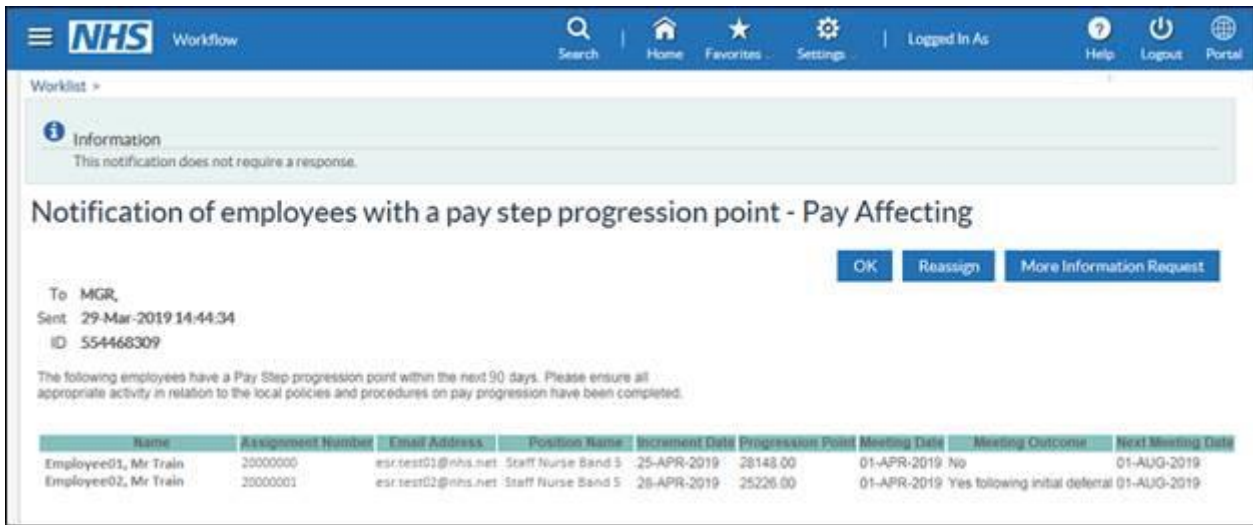 NHS Workflow Search Home Favorites Settings Logged In As Help Logout Portal
Worklist >
Information
This notification does not require a response.
Notification of employees with a pay step progression point - Pay Affecting
OK Reassign More Information Request
To MGR,
Sent 29-Mar-2019 14:44:34
ID 554468309
The following employees have a Pay Step progression point within the next 90 days. Please ensure all
appropriate activity in relation to the local policies and procedures on pay progression have been completed.
Name Assignment Number Email Address Position Name Increment Date Progression Point Meeting Date Meeting Outcome Next Meeting Date
Employee01, Mr Train 20000000 esr.test01@nhs.net Staff Nurse Band 5 25-APR-2019 28148.00 01-APR-2019 No 01-AUG-2019
Employee02, Mr Train 20000001 esr.test02@nhs.net Staff Nurse Band 5 26-APR-2019 25226.00 01-APR-2019 Yes following initial deferral 01-AUG-2019